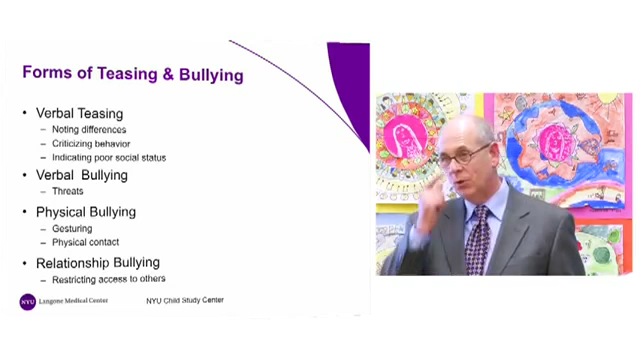 Forms of Teasing & Bullying
• Verbal Teasing
– Noting differences
– Criticizing behavior
– Indicating poor social status
• Verbal Bullying
– Threats
• Physical Bullying
– Gesturing
– Physical contact
• Relationship Bullying
– Restricting access to others
NYU Langone Medical Center
NYU Child Study Center